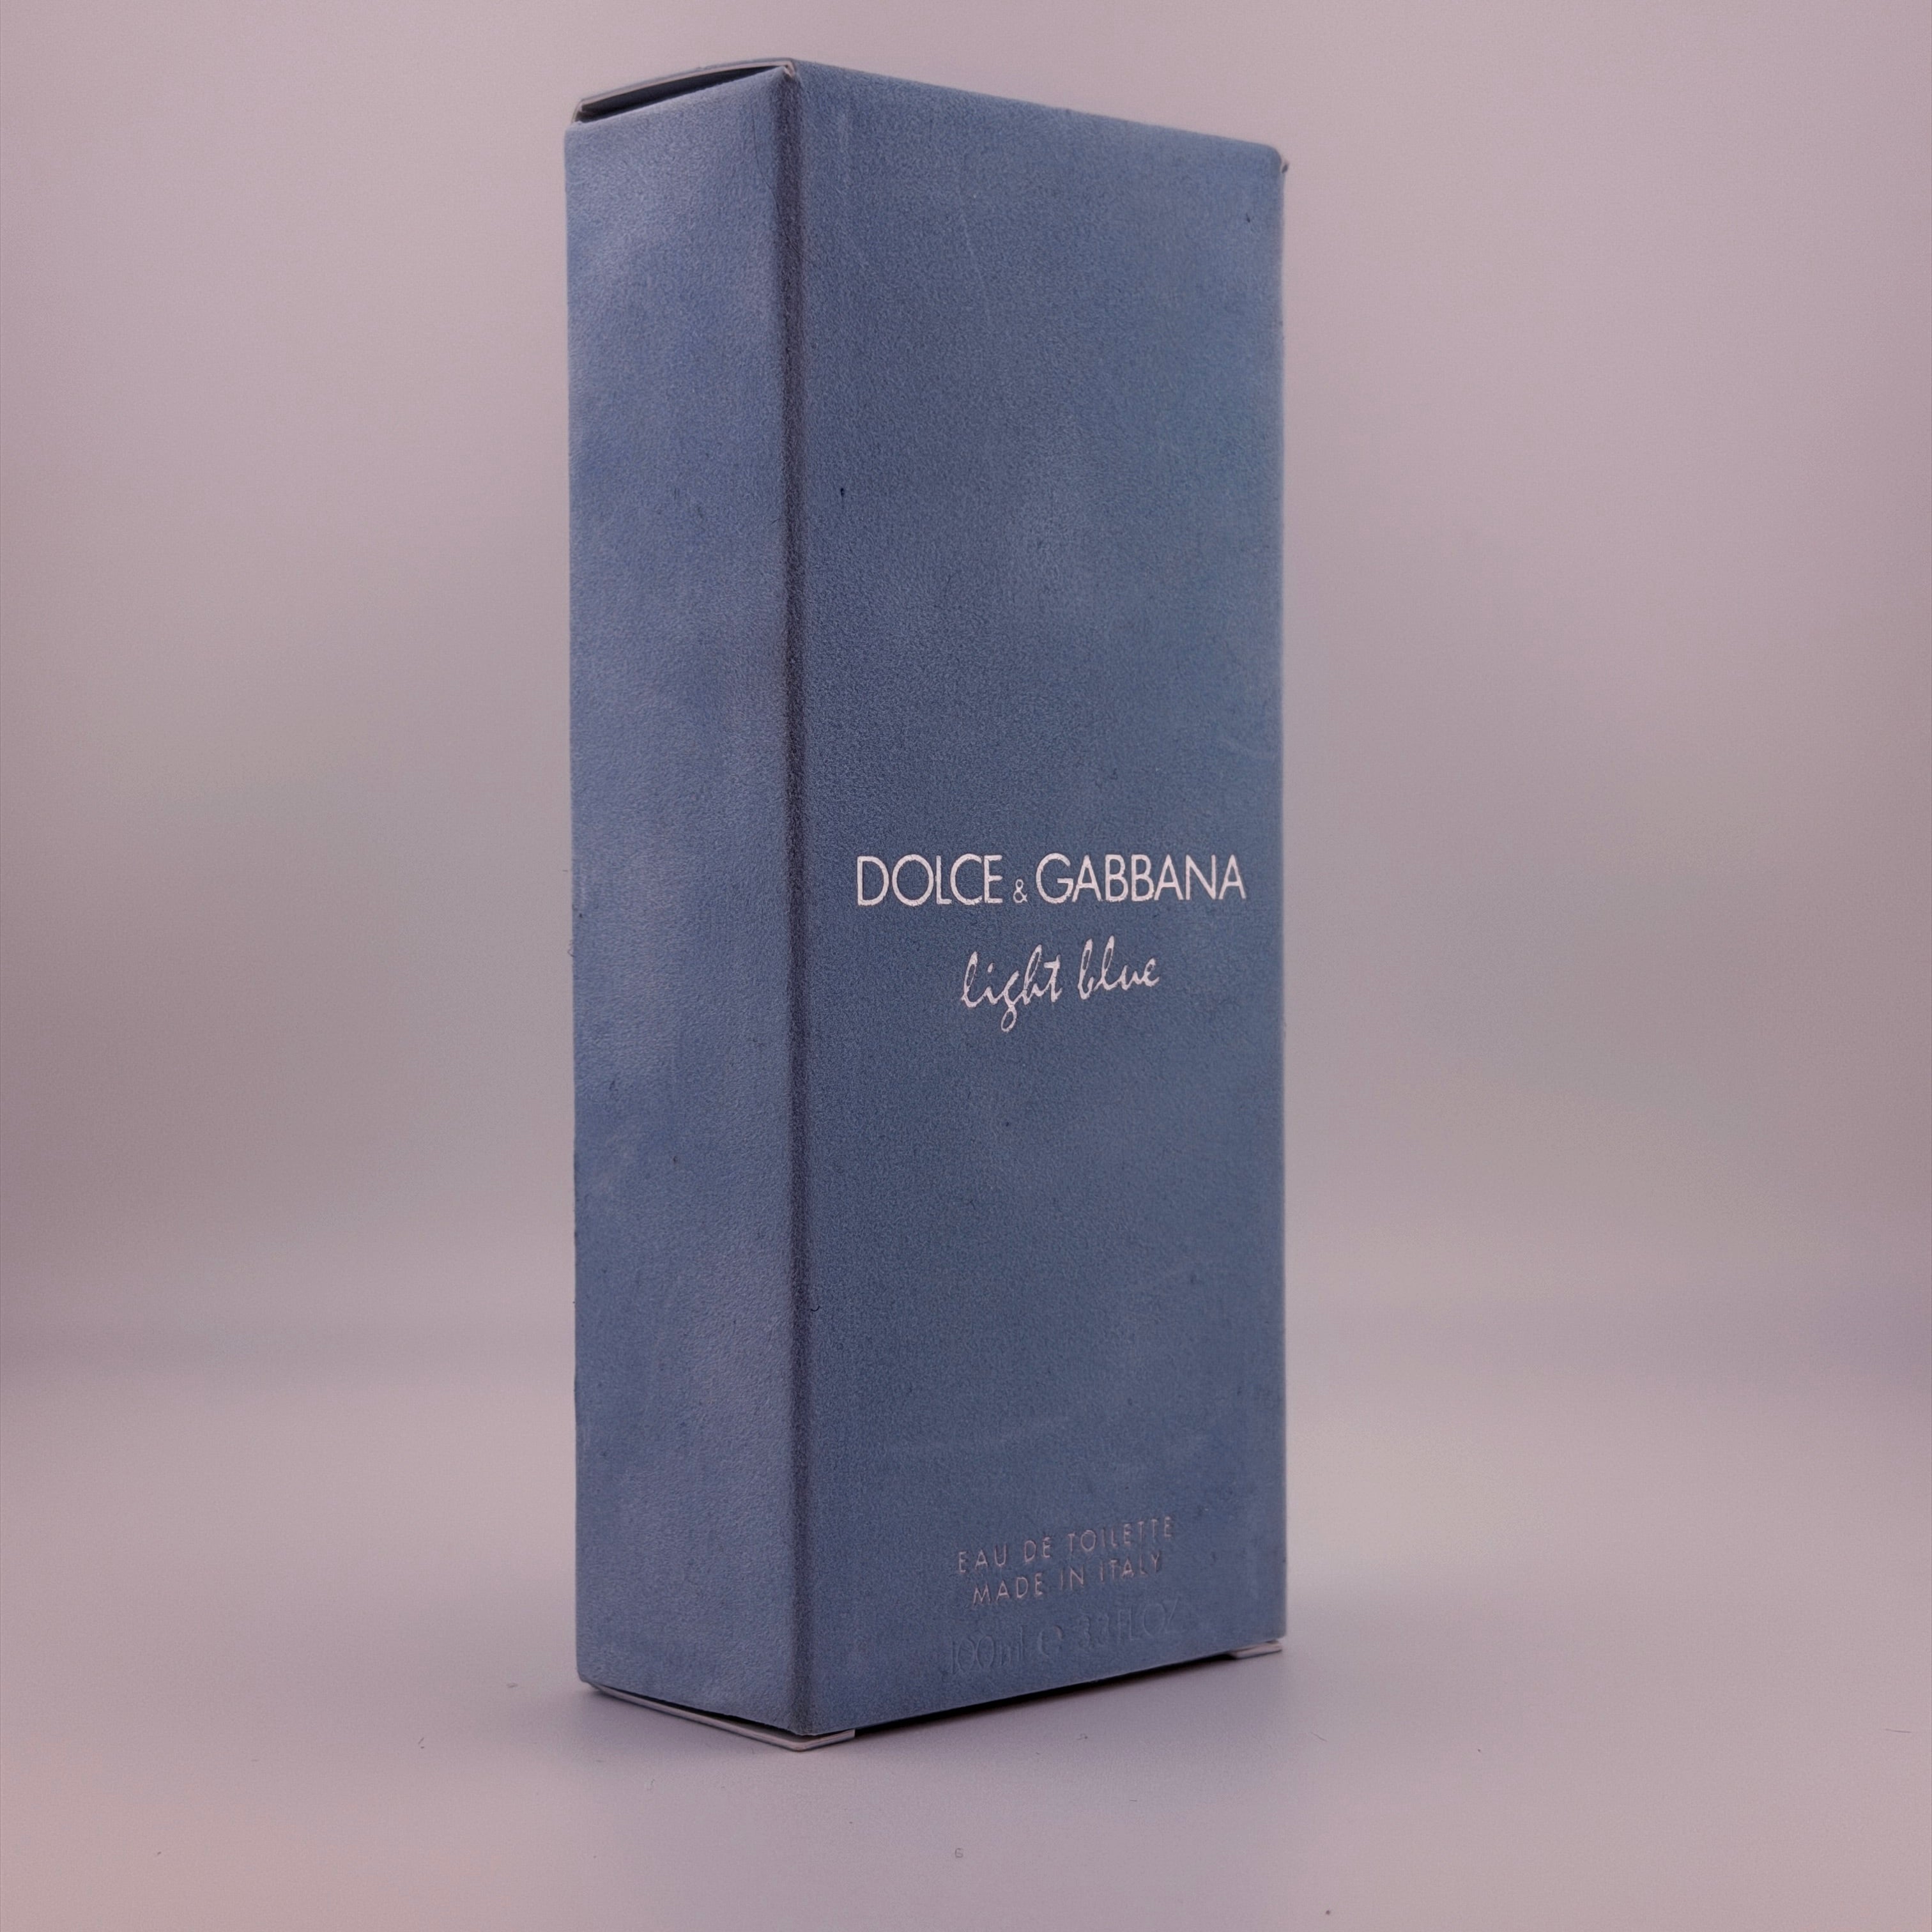 DOLCE & GABBANA
light blue
EAU DE TOILETTE
MADE IN ITALY
100ml e 3.3 FL.OZ.